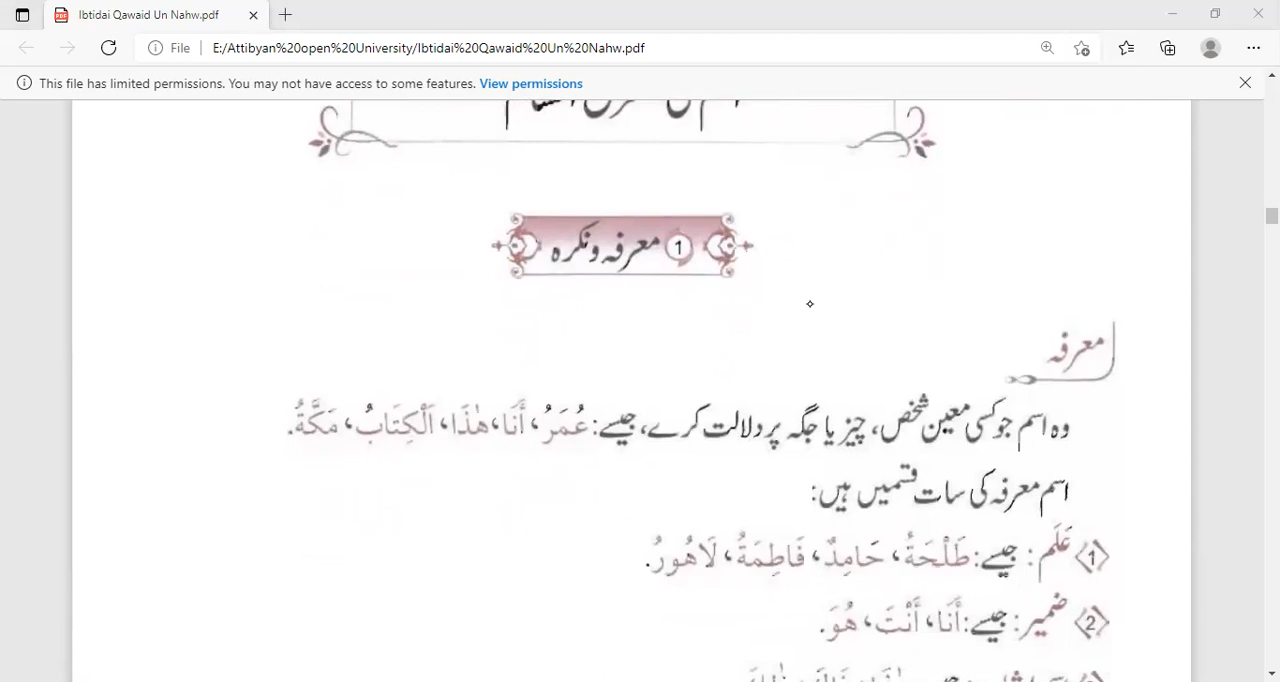 Ibtidai Qawaid Un Nahw.pdf
File E:/Attibyan%20open%20University/Ibtidai%20Qawaid%20Un%20Nahw.pdf
This file has limited permissions. You may not have access to some features. View permissions
1 معرفہ و نکرہ
معرفہ
وہ اسم جو کسی معین شخص، چیز یا جگہ پر دلالت کرے، جیسے: عُمَرُ، أَنَا، هٰذَا، اَلْكِتَابُ، مَكَّةُ.
اسم معرفہ کی سات قسمیں ہیں:
〈1〉 عَلَم: جیسے: طَلْحَةُ، حَامِدٌ، فَاطِمَةُ، لَاهُورُ.
〈2〉 ضمیر: جیسے: أَنَا، أَنْتَ، هُوَ.